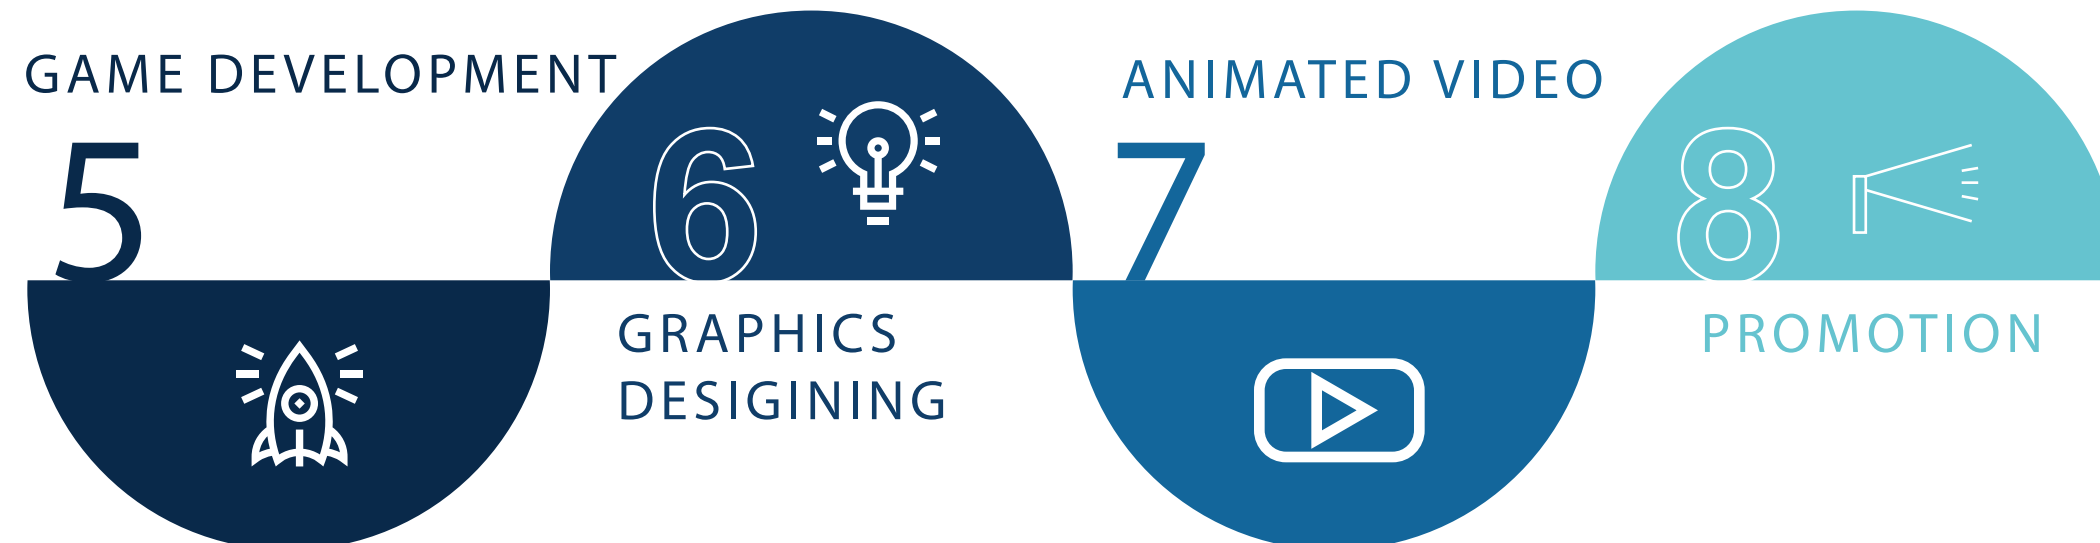 GAME DEVELOPMENT
5
6
GRAPHICS
DESIGINING
ANIMATED VIDEO
7
8
PROMOTION